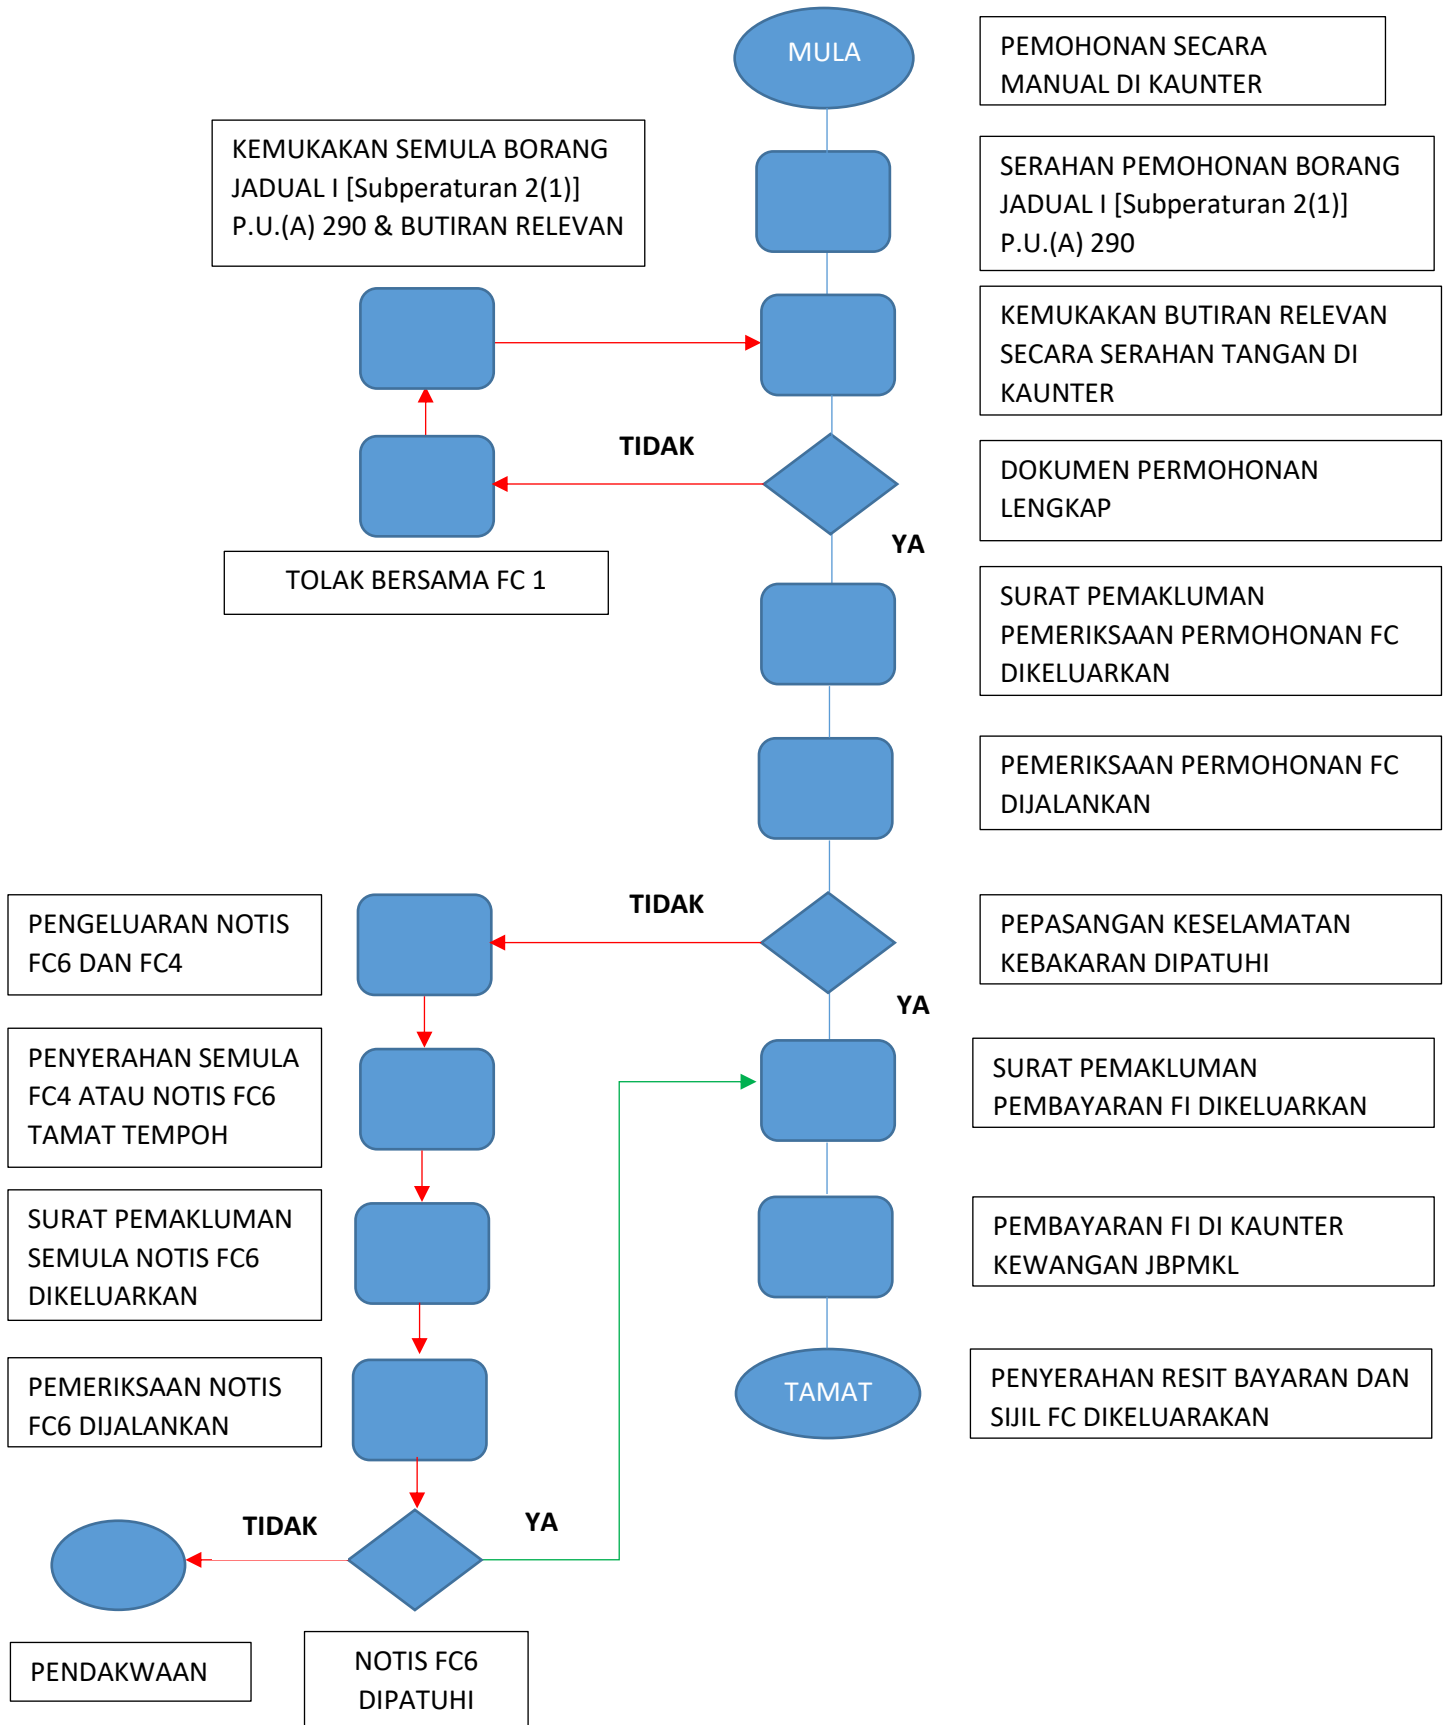 MULA
PEMOHONAN SECARA
MANUAL DI KAUNTER
KEMUKAKAN SEMULA BORANG
JADUAL I [Subperaturan 2(1)]
P.U.(A) 290 & BUTIRAN RELEVAN
SERAHAN PEMOHONAN BORANG
JADUAL I [Subperaturan 2(1)]
P.U.(A) 290
KEMUKAKAN BUTIRAN RELEVAN
SECARA SERAHAN TANGAN DI
KAUNTER
TIDAK
DOKUMEN PERMOHONAN
LENGKAP
YA
TOLAK BERSAMA FC 1
SURAT PEMAKLUMAN
PEMERIKSAAN PERMOHONAN FC
DIKELUARKAN
PEMERIKSAAN PERMOHONAN FC
DIJALANKAN
TIDAK
PENGELUARAN NOTIS
FC6 DAN FC4
PEPASANGAN KESELAMATAN
KEBAKARAN DIPATUHI
YA
PENYERAHAN SEMULA
FC4 ATAU NOTIS FC6
TAMAT TEMPOH
SURAT PEMAKLUMAN
PEMBAYARAN FI DIKELUARKAN
SURAT PEMAKLUMAN
SEMULA NOTIS FC6
DIKELUARKAN
PEMBAYARAN FI DI KAUNTER
KEWANGAN JBPMKL
PEMERIKSAAN NOTIS
FC6 DIJALANKAN
TAMAT
PENYERAHAN RESIT BAYARAN DAN
SIJIL FC DIKELUARAKAN
TIDAK
YA
PENDAKWAAN
NOTIS FC6
DIPATUHI